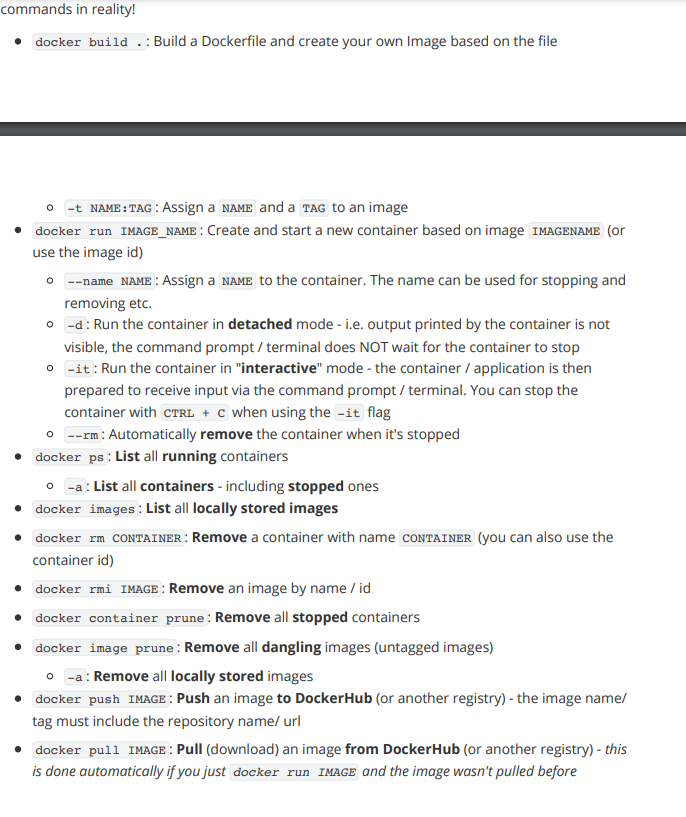 commands in reality!
• docker build . : Build a Dockerfile and create your own Image based on the file
◦ -t NAME:TAG : Assign a NAME and a TAG to an image
• docker run IMAGE_NAME : Create and start a new container based on image IMAGENAME (or
use the image id)
◦ --name NAME : Assign a NAME to the container. The name can be used for stopping and
removing etc.
◦ -d : Run the container in detached mode - i.e. output printed by the container is not
visible, the command prompt / terminal does NOT wait for the container to stop
◦ -it : Run the container in "interactive" mode - the container / application is then
prepared to receive input via the command prompt / terminal. You can stop the
container with CTRL + C when using the -it flag
◦ --rm : Automatically remove the container when it's stopped
• docker ps : List all running containers
◦ -a : List all containers - including stopped ones
• docker images : List all locally stored images
• docker rm CONTAINER : Remove a container with name CONTAINER (you can also use the
container id)
• docker rmi IMAGE : Remove an image by name / id
• docker container prune : Remove all stopped containers
• docker image prune : Remove all dangling images (untagged images)
◦ -a : Remove all locally stored images
• docker push IMAGE : Push an image to DockerHub (or another registry) - the image name/
tag must include the repository name/ url
• docker pull IMAGE : Pull (download) an image from DockerHub (or another registry) - this
is done automatically if you just docker run IMAGE and the image wasn't pulled before